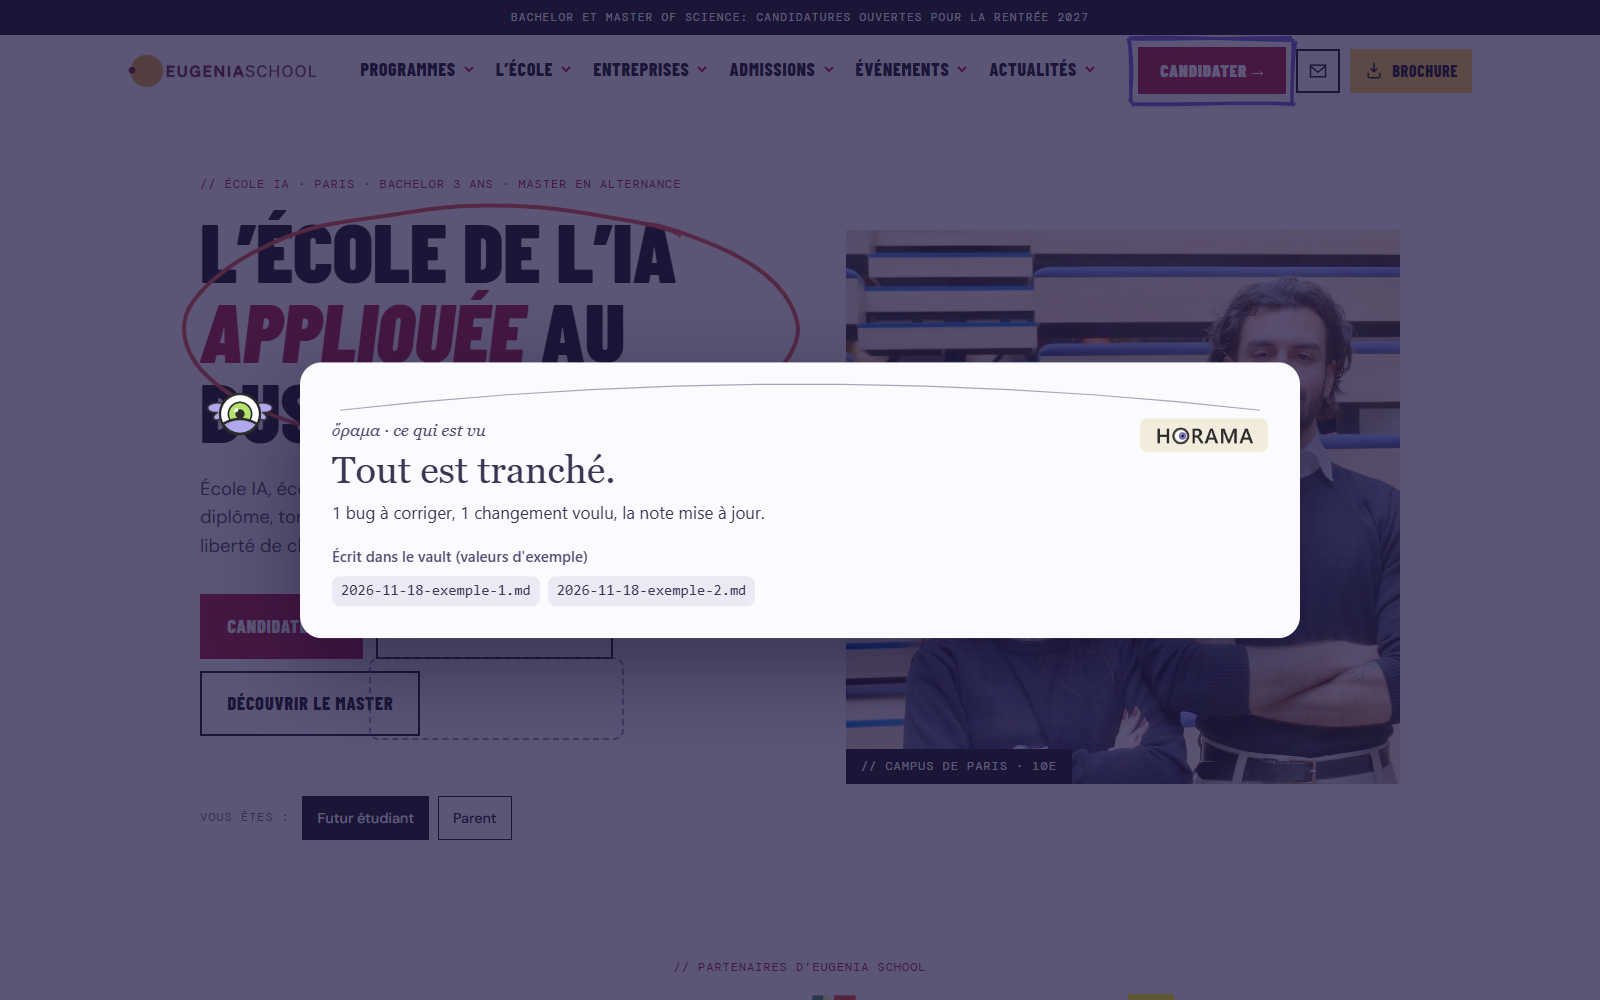 BACHELOR ET MASTER OF SCIENCE: CANDIDATURES OUVERTES POUR LA RENTRÉE 2027
EUGENIASCHOOL
PROGRAMMES
L'ÉCOLE
ENTREPRISES
ADMISSIONS
ÉVÉNEMENTS
ACTUALITÉS
CANDIDATER →
BROCHURE
// ÉCOLE IA · PARIS · BACHELOR 3 ANS · MASTER EN ALTERNANCE
L'ÉCOLE DE L'IA
APPLIQUÉE AU
ὅραμα · ce qui est vu
HORAMA
Tout est tranché.
1 bug à corriger, 1 changement voulu, la note mise à jour.
Écrit dans le vault (valeurs d'exemple)
2026-11-18-exemple-1.md
2026-11-18-exemple-2.md
École IA,
liberté de
DÉCOUVRIR LE MASTER
// CAMPUS DE PARIS · 10E
VOUS ÊTES :
Futur étudiant
Parent
// PARTENAIRES D'EUGENIA SCHOOL